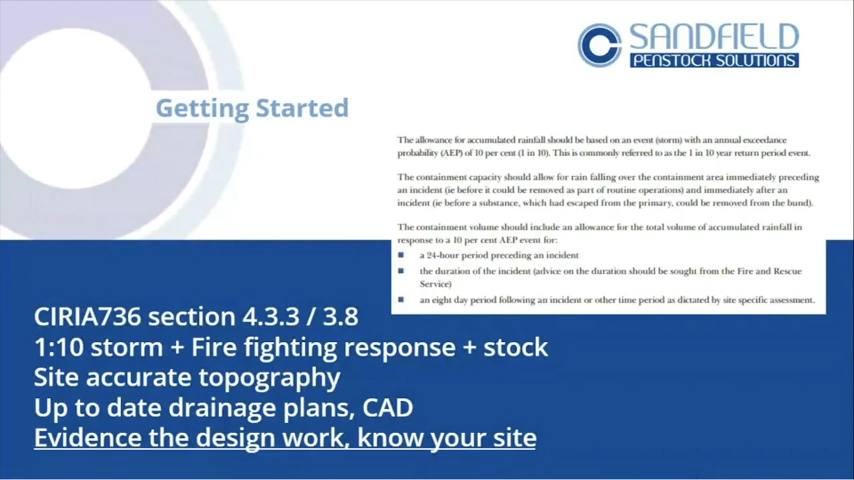 SANDFIELD
PENSTOCK SOLUTIONS
Getting Started
The allowance for accumulated rainfall should be based on an event (storm) with an annual exceedance
probability (AEP) of 10 per cent (1 in 10). This is commonly referred to as the 1 in 10 year return period event.
The containment capacity should allow for rain falling over the containment area immediately preceding
an incident (ie before it could be removed as part of routine operations) and immediately after an
incident (ie before a substance, which had escaped from the primary, could be removed from the bund).
The containment volume should include an allowance for the total volume of accumulated rainfall in
response to a 10 per cent AEP event for:
■ a 24-hour period preceding an incident
■ the duration of the incident (advice on the duration should be sought from the Fire and Rescue
Service)
■ an eight day period following an incident or other time period as dictated by site specific assessment.
CIRIA736 section 4.3.3 / 3.8
1:10 storm + Fire fighting response + stock
Site accurate topography
Up to date drainage plans, CAD
Evidence the design work, know your site